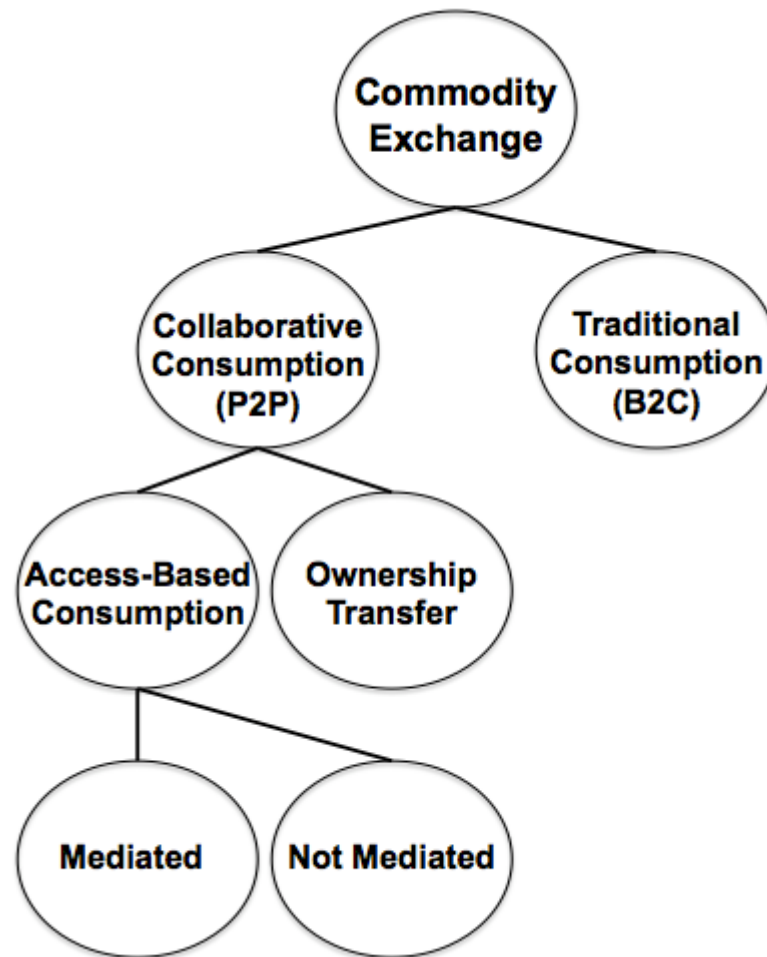 Commodity
Exchange
Collaborative
Consumption
(P2P)
Traditional
Consumption
(B2C)
Access-Based
Consumption
Ownership
Transfer
Mediated
Not Mediated